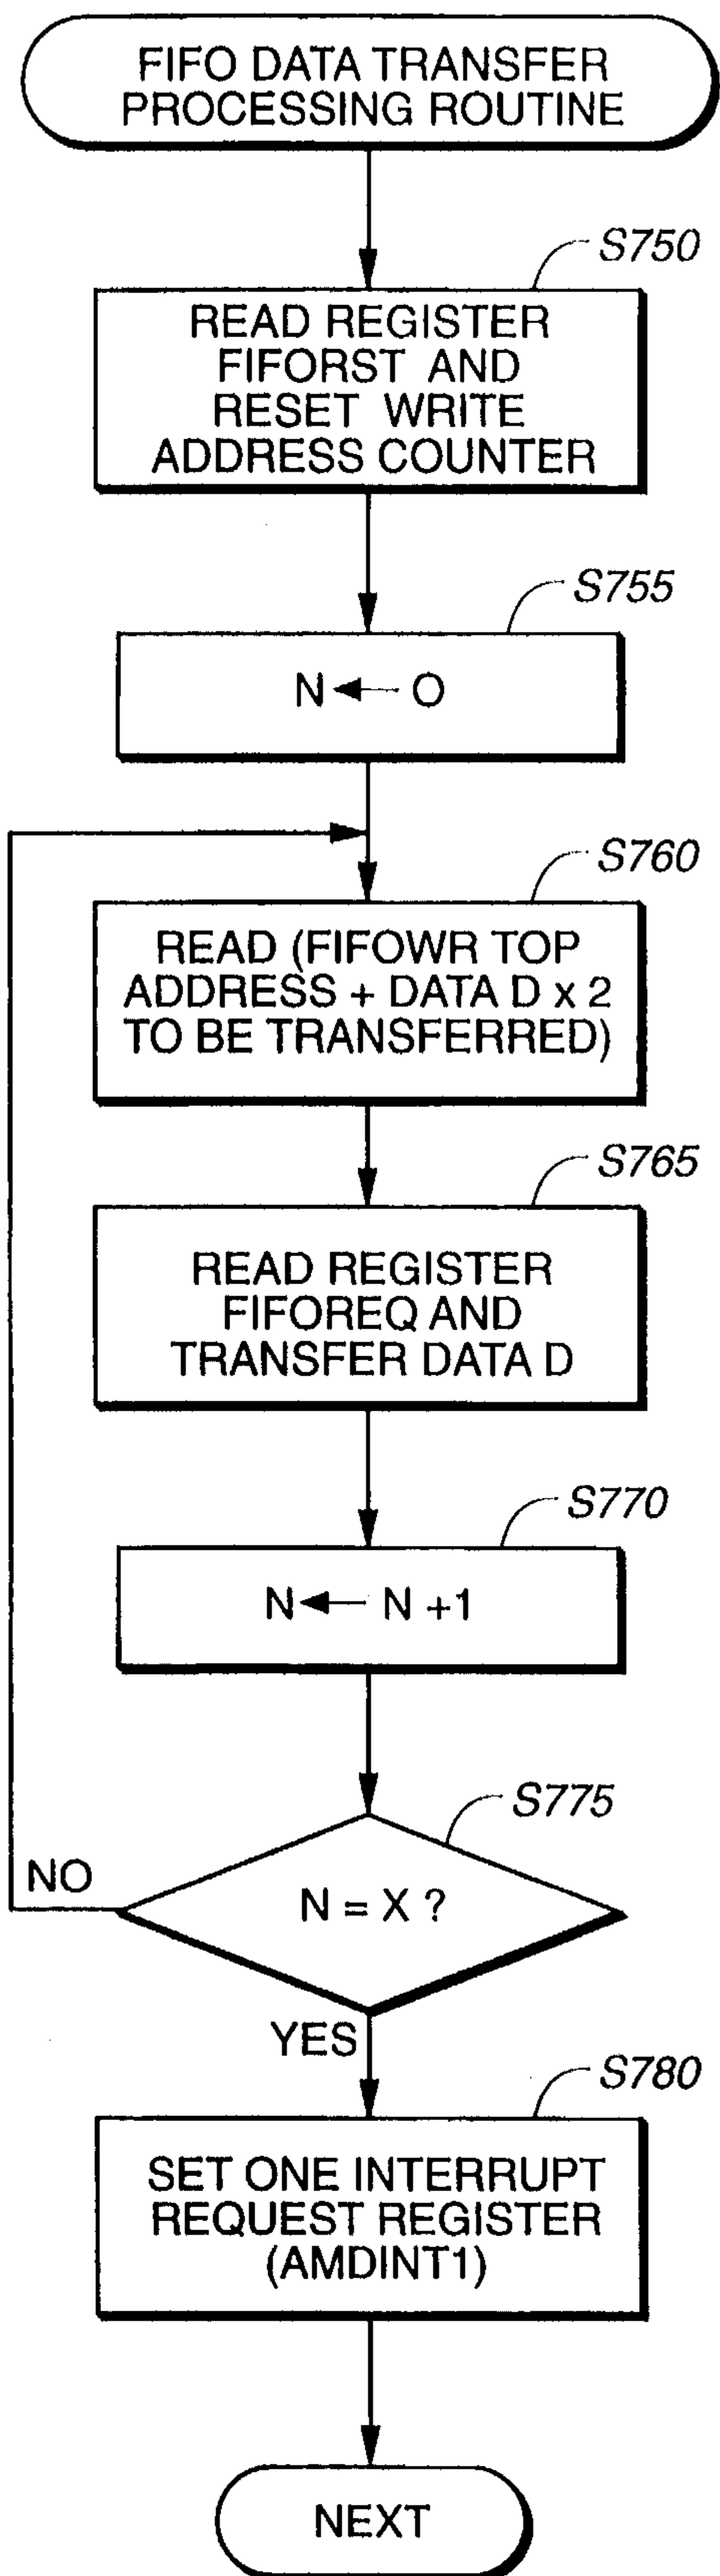 FIFO DATA TRANSFER
PROCESSING ROUTINE
S750
READ REGISTER
FIFORST AND
RESET WRITE
ADDRESS COUNTER
S755
N ← O
S760
READ (FIFOWR TOP
ADDRESS + DATA D x 2
TO BE TRANSFERRED)
S765
READ REGISTER
FIFOREQ AND
TRANSFER DATA D
S770
N ← N +1
S775
N = X ?
NO
YES
S780
SET ONE INTERRUPT
REQUEST REGISTER
(AMDINT1)
NEXT